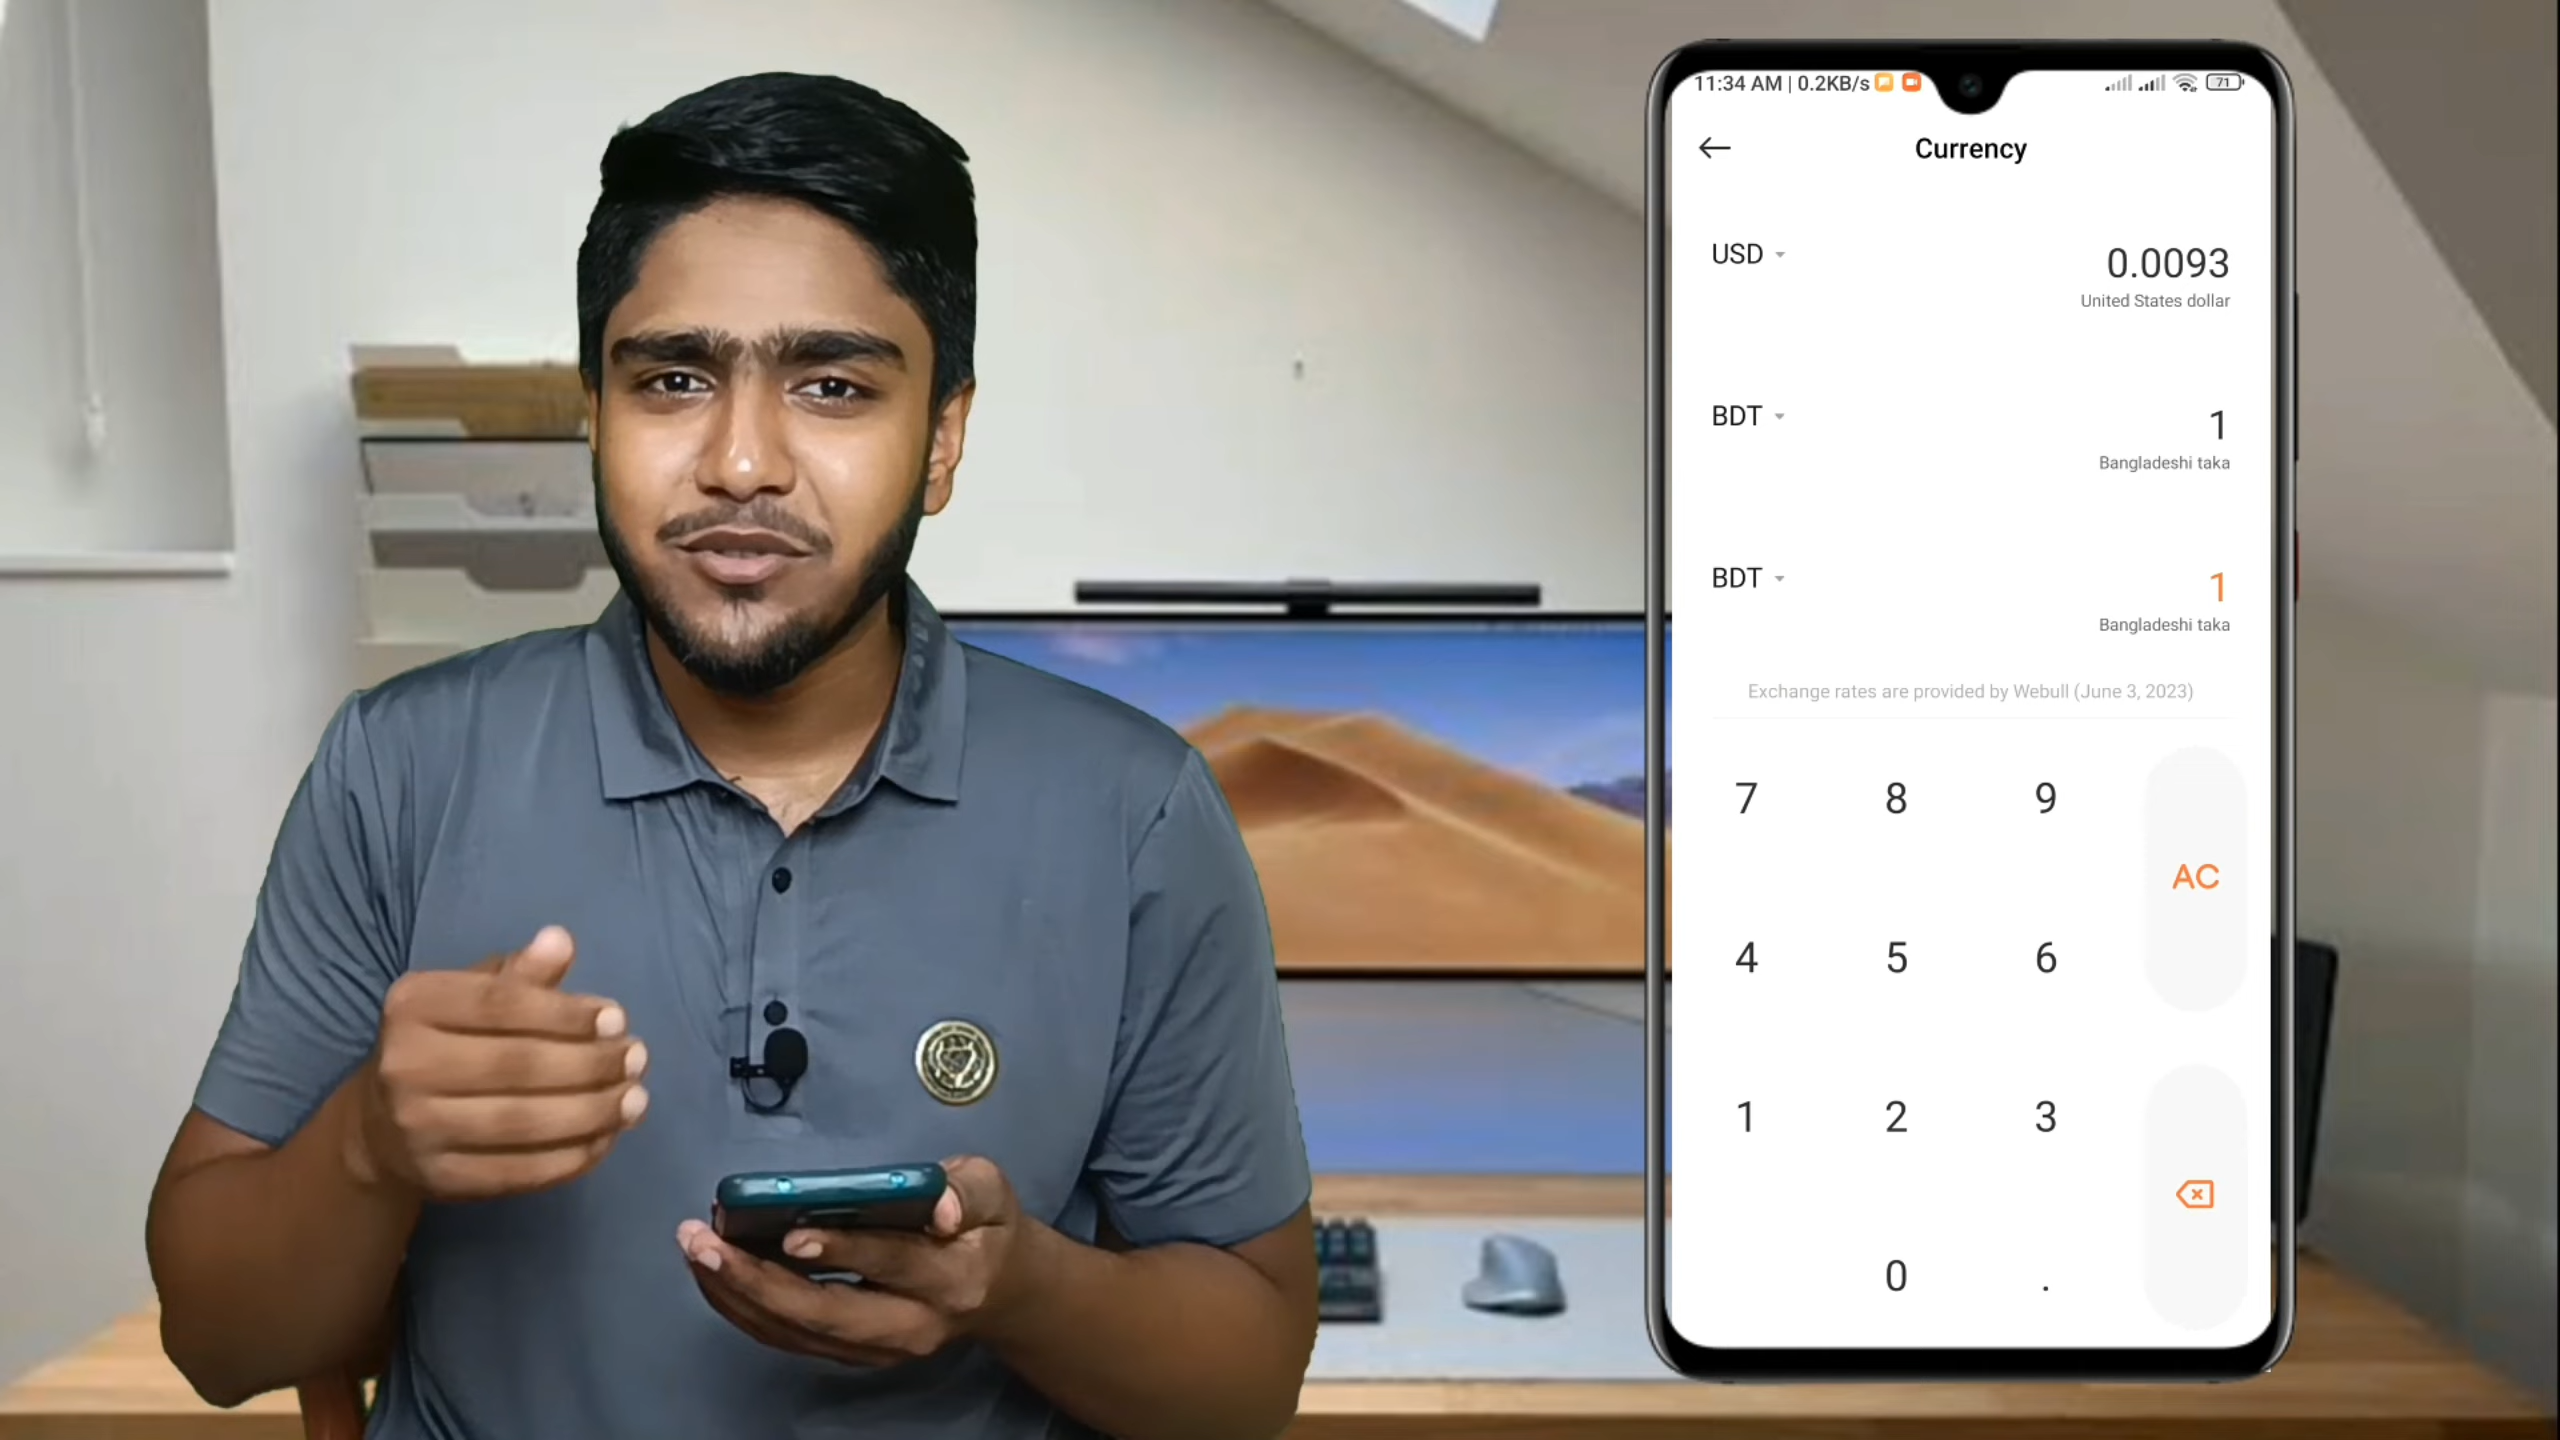 11:34 AM | 0.2KB/s
71
Currency
USD
0.0093
United States dollar
BDT
1
Bangladeshi taka
BDT
1
Bangladeshi taka
Exchange rates are provided by Webull (June 3, 2023)
7 8 9
AC
4 5 6
1 2 3
0 .